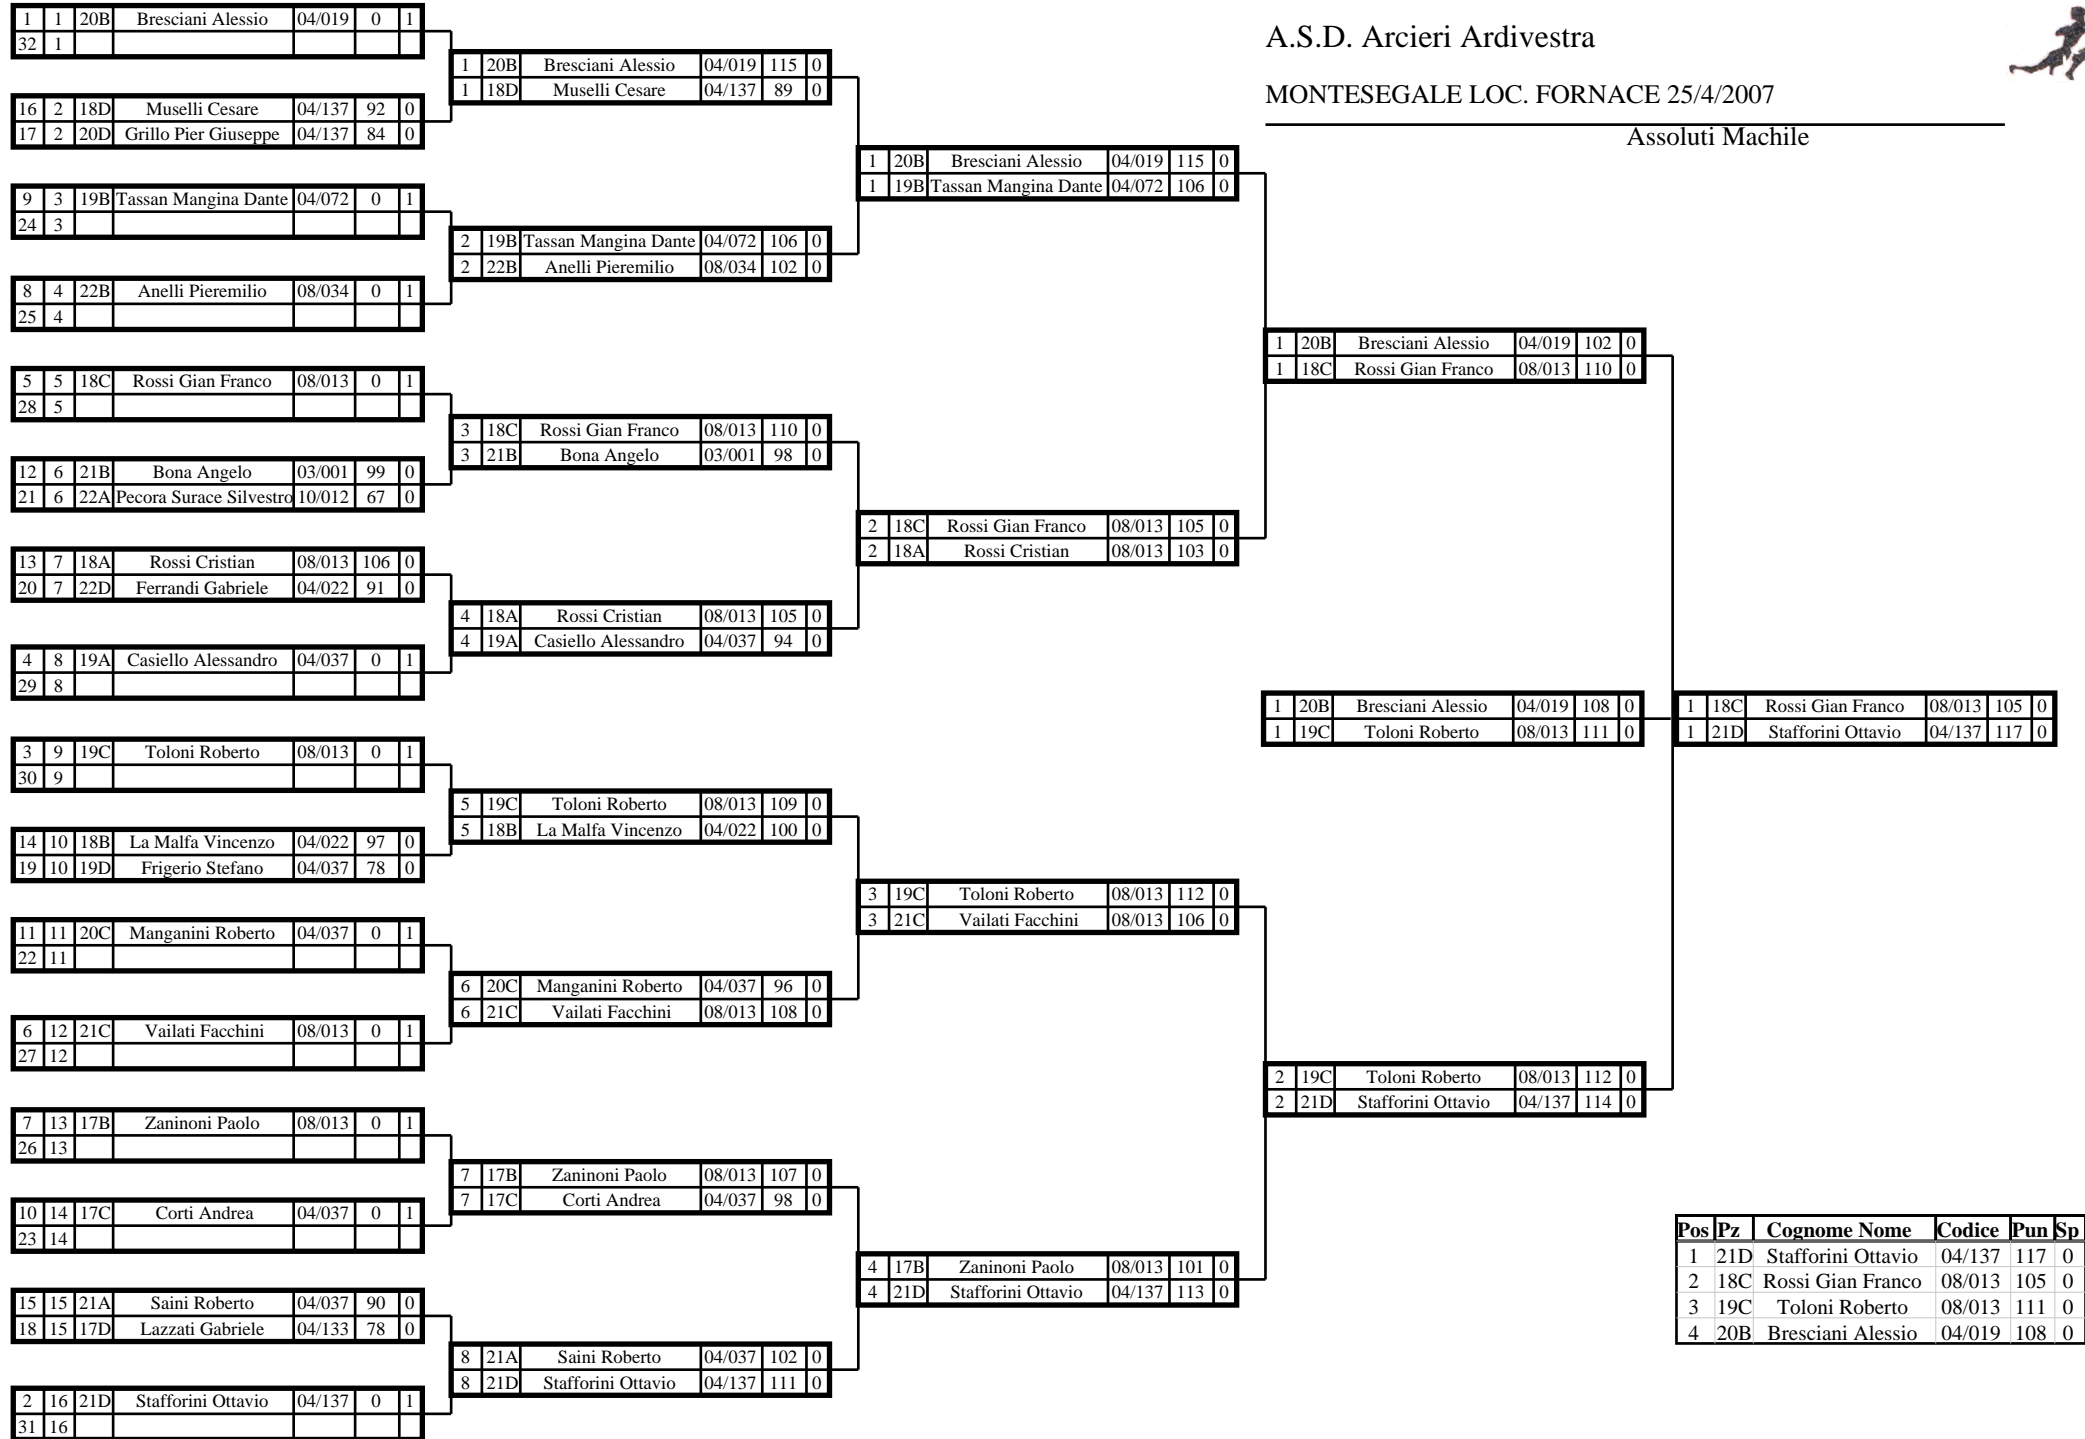 A.S.D. Arcieri Ardivestra
MONTESEGALE LOC. FORNACE 25/4/2007
Assoluti Machile
1 1 20B Bresciani Alessio 04/019 0 1
32 1
16 2 18D Muselli Cesare 04/137 92 0
17 2 20D Grillo Pier Giuseppe 04/137 84 0
9 3 19B Tassan Mangina Dante 04/072 0 1
24 3
8 4 22B Anelli Pieremilio 08/034 0 1
25 4
5 5 18C Rossi Gian Franco 08/013 0 1
28 5
12 6 21B Bona Angelo 03/001 99 0
21 6 22A Pecora Surace Silvestro 10/012 67 0
13 7 18A Rossi Cristian 08/013 106 0
20 7 22D Ferrandi Gabriele 04/022 91 0
4 8 19A Casiello Alessandro 04/037 0 1
29 8
3 9 19C Toloni Roberto 08/013 0 1
30 9
14 10 18B La Malfa Vincenzo 04/022 97 0
19 10 19D Frigerio Stefano 04/037 78 0
11 11 20C Manganini Roberto 04/037 0 1
22 11
6 12 21C Vailati Facchini 08/013 0 1
27 12
7 13 17B Zaninoni Paolo 08/013 0 1
26 13
10 14 17C Corti Andrea 04/037 0 1
23 14
15 15 21A Saini Roberto 04/037 90 0
18 15 17D Lazzati Gabriele 04/133 78 0
2 16 21D Stafforini Ottavio 04/137 0 1
31 16
1 20B Bresciani Alessio 04/019 115 0
1 18D Muselli Cesare 04/137 89 0
2 19B Tassan Mangina Dante 04/072 106 0
2 22B Anelli Pieremilio 08/034 102 0
3 18C Rossi Gian Franco 08/013 110 0
3 21B Bona Angelo 03/001 98 0
4 18A Rossi Cristian 08/013 105 0
4 19A Casiello Alessandro 04/037 94 0
5 19C Toloni Roberto 08/013 109 0
5 18B La Malfa Vincenzo 04/022 100 0
6 20C Manganini Roberto 04/037 96 0
6 21C Vailati Facchini 08/013 108 0
7 17B Zaninoni Paolo 08/013 107 0
7 17C Corti Andrea 04/037 98 0
8 21A Saini Roberto 04/037 102 0
8 21D Stafforini Ottavio 04/137 111 0
1 20B Bresciani Alessio 04/019 115 0
1 19B Tassan Mangina Dante 04/072 106 0
2 18C Rossi Gian Franco 08/013 105 0
2 18A Rossi Cristian 08/013 103 0
3 19C Toloni Roberto 08/013 112 0
3 21C Vailati Facchini 08/013 106 0
4 17B Zaninoni Paolo 08/013 101 0
4 21D Stafforini Ottavio 04/137 113 0
1 20B Bresciani Alessio 04/019 102 0
1 18C Rossi Gian Franco 08/013 110 0
1 20B Bresciani Alessio 04/019 108 0
1 19C Toloni Roberto 08/013 111 0
2 19C Toloni Roberto 08/013 112 0
2 21D Stafforini Ottavio 04/137 114 0
1 18C Rossi Gian Franco 08/013 105 0
1 21D Stafforini Ottavio 04/137 117 0
Pos Pz Cognome Nome Codice Pun Sp
1 21D Stafforini Ottavio 04/137 117 0
2 18C Rossi Gian Franco 08/013 105 0
3 19C Toloni Roberto 08/013 111 0
4 20B Bresciani Alessio 04/019 108 0